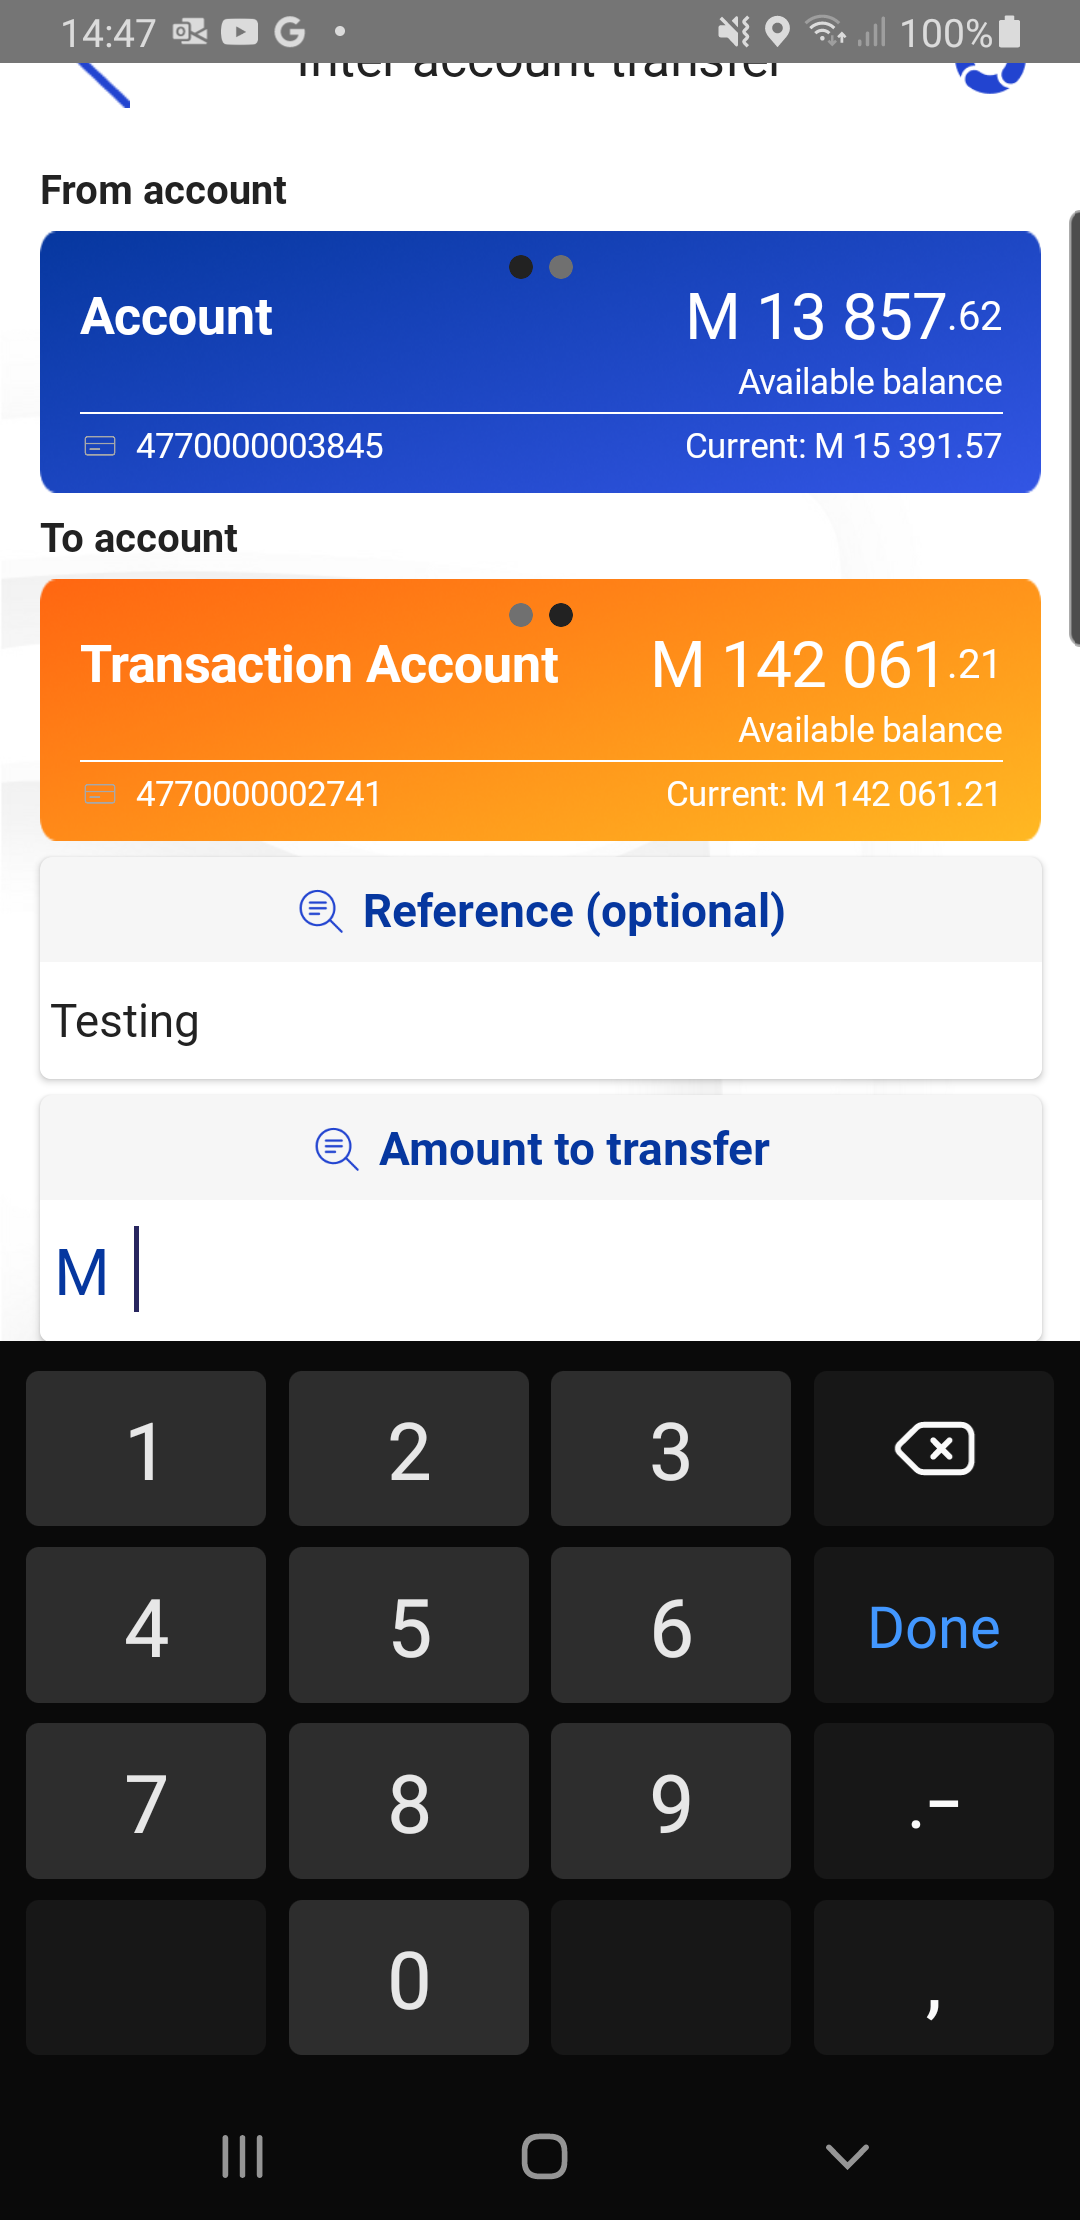 14:47 100%
Inter account transfer
From account
Account M 13 857.62
Available balance
4770000003845 Current: M 15 391.57
To account
Transaction Account M 142 061.21
Available balance
4770000002741 Current: M 142 061.21
Reference (optional)
Testing
Amount to transfer
M
1 2 3
4 5 6 Done
7 8 9 .-
0 ,